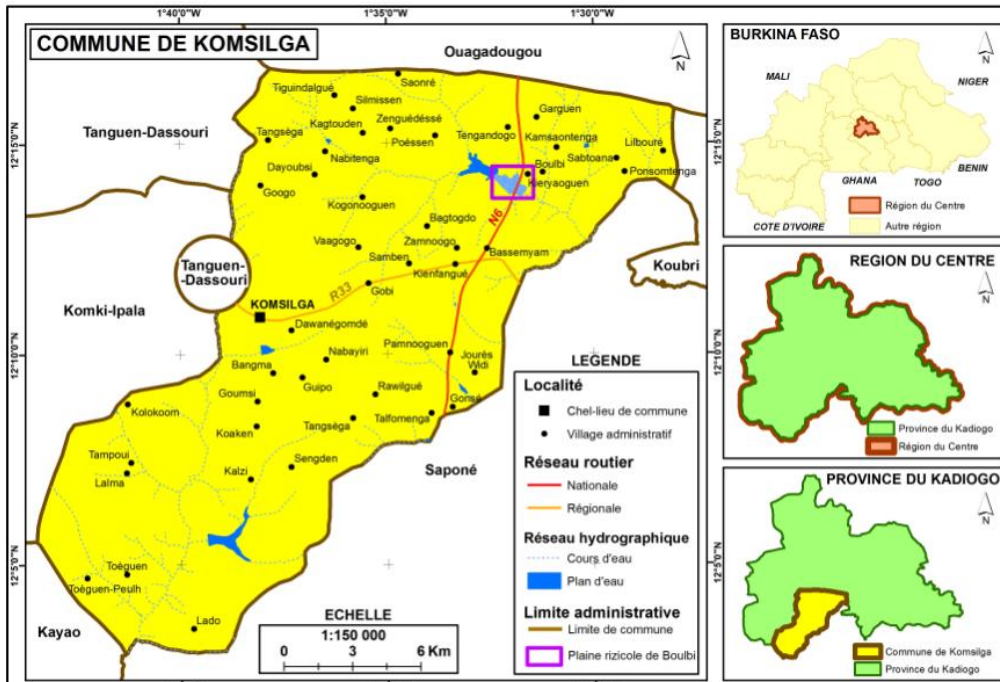 1°40'0"W
1°35'0"W
1°30'0"W
COMMUNE DE KOMSILGA
Ouagadougou
N
Saonré
Tiguindalgué
Silmissen
Garguen
Kagtouden
Zenguédéssé
Tanguen-Dassouri
Tangsèga
Poéssen
Tengandogo
Kamsaontenga
Lilbouré
12°15'0"N
12°15'0"N
Nabitenga
Sabtoana
Dayoubsi
Boulbi
Ponsomtenga
Googo
Kieryaoguen
Kogonooguen
Bagtogdo
N6
Vaagogo
Zamnoogo
Bassemyam
Samben
Kienfangué
Koubri
Tanguen
-Dassouri
Gobi
R33
KOMSILGA
Komki-Ipala
Dawanégomdé
12°10'0"N
12°10'0"N
Nabayiri
Pamnooguen
Jourès
Widi
Bangma
Guipo
Rawilgué
Gonsé
Goumsi
Kolokoom
Tangsèga
Talfomenga
Koaken
Tampoui
Sengden
Saponé
Lalma
Kalzi
12°5'0"N
12°5'0"N
Toèguen
Toèguen-Peulh
Lado
Kayao
ECHELLE
1:150 000
0 3 6 Km
LEGENDE
Localité
Chel-lieu de commune
Village administratif
Réseau routier
Nationale
Régionale
Réseau hydrographique
Cours d'eau
Plan d'eau
Limite administrative
Limite de commune
Plaine rizicole de Boulbi
BURKINA FASO
N
MALI
NIGER
BENIN
GHANA
TOGO
COTE D'IVOIRE
Région du Centre
Autre région
REGION DU CENTRE
N
Province du Kadiogo
Région du Centre
PROVINCE DU KADIOGO
N
Commune de Komsilga
Province du Kadiogo